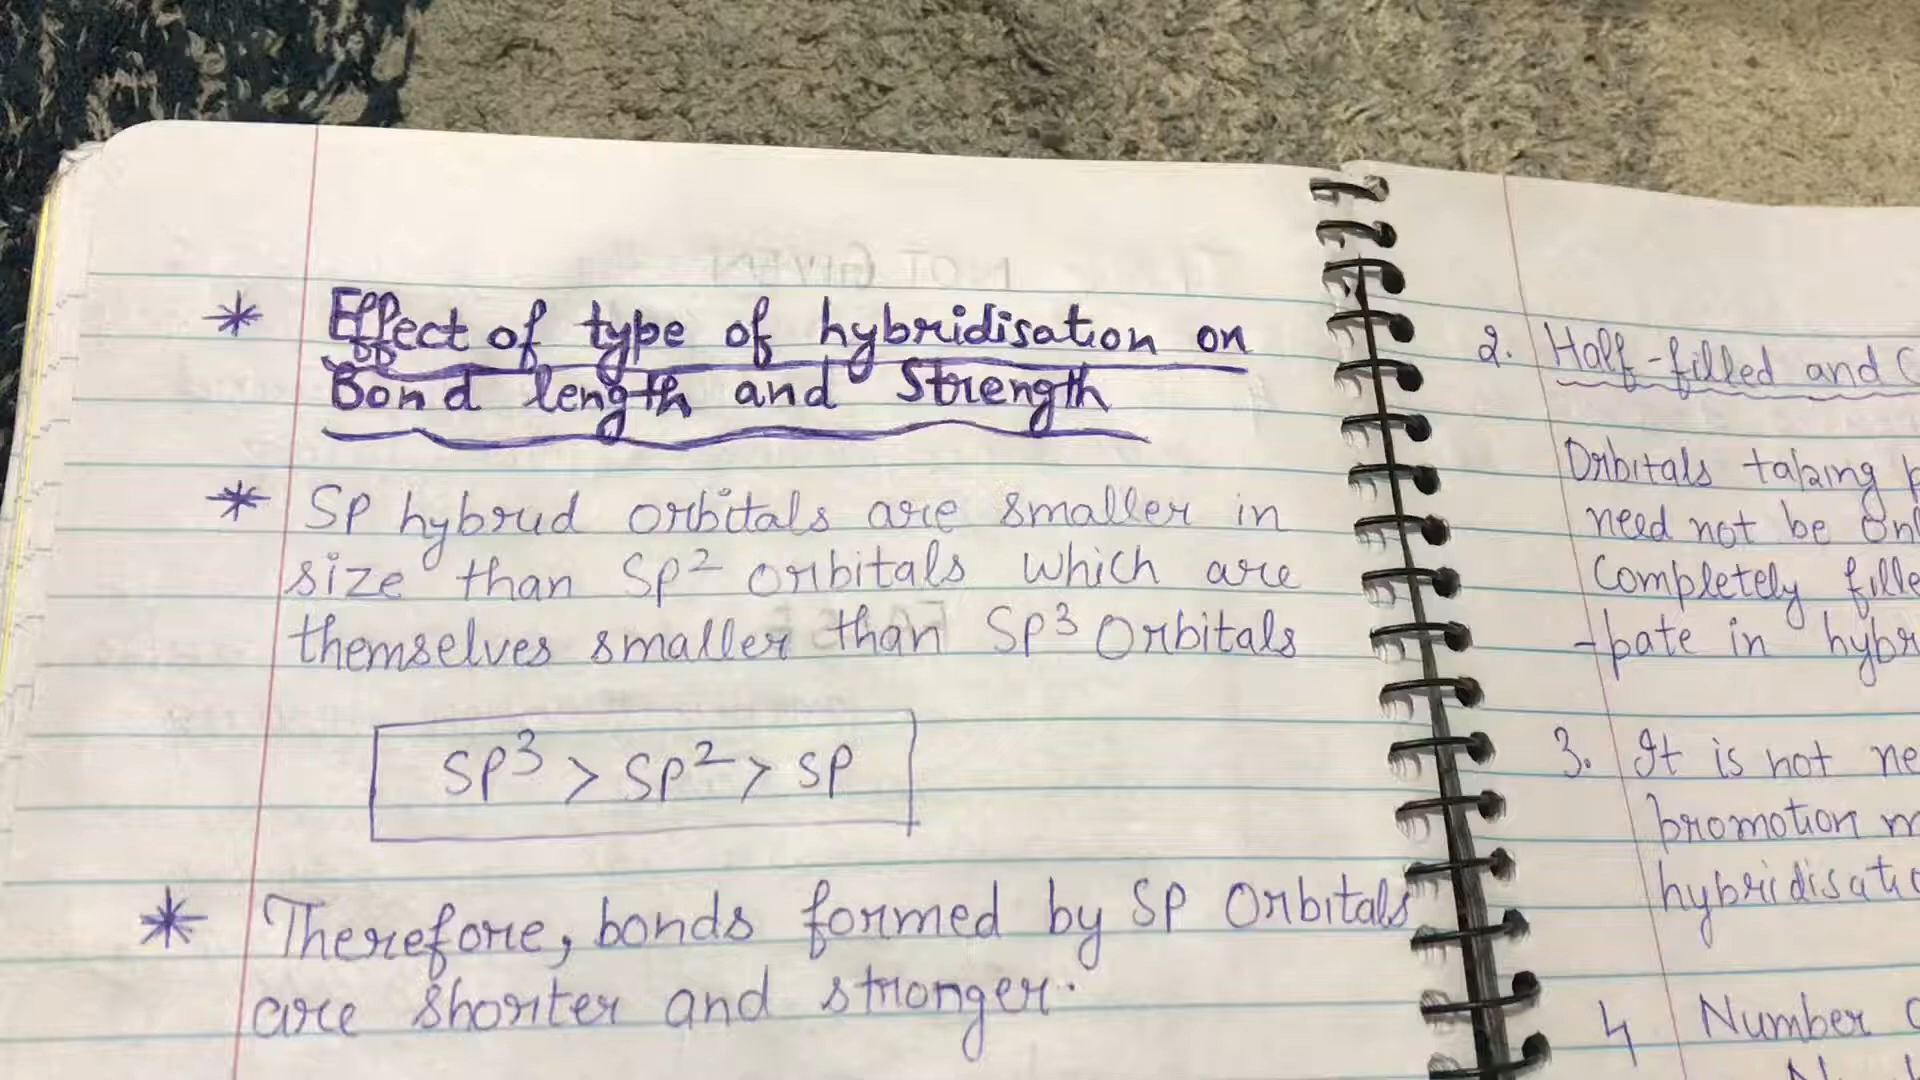 * Effect of type of hybridisation on
Bond length and Strength
* SP hybrid orbitals are smaller in
size than SP² orbitals which are
themselves smaller than SP³ Orbitals
SP³ > SP² > SP
* Therefore, bonds formed by SP Orbitals
are shorter and stronger.
2. Half-filled and
Orbitals taking
need not be
Completely
-pate in
3. It is not
promotion
4 Number